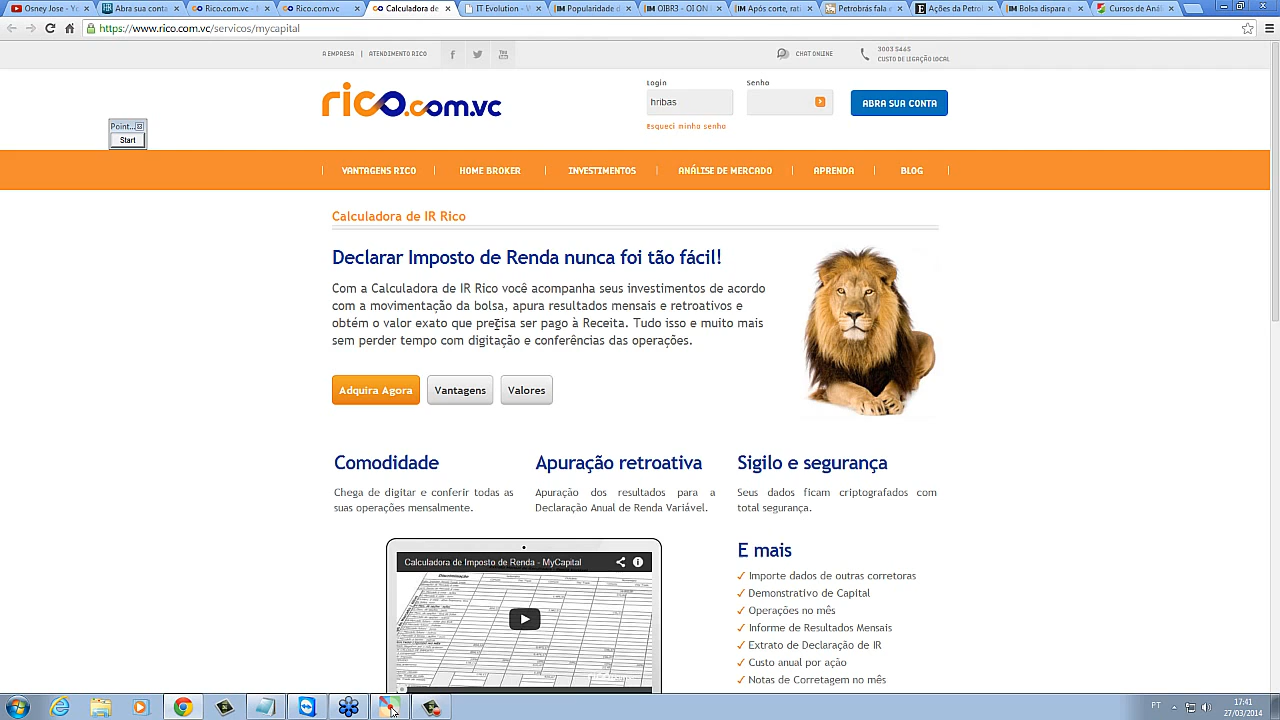 Osney Jose - Yo
Abra sua conta
Rico.com.vc - M
Rico.com.vc
Calculadora de
IT Evolution - W
Popularidade d
OIBR3 - OI ON
Após corte, rati
Petrobrás fala e
Ações da Petro
Bolsa dispara e
Cursos de Anál
https://www.rico.com.vc/servicos/mycapital
A EMPRESA | ATENDIMENTO RICO
CHAT ONLINE
3003 5465
CUSTO DE LEGAÇÃO LOCAL
rico.com.vc
Login
Senha
hribas
ABRA SUA CONTA
Esqueci minha senha
Point...
Start
VANTAGENS RICO
HOME BROKER
INVESTIMENTOS
ANÁLISE DE MERCADO
APRENDA
BLOG
Calculadora de IR Rico
Declarar Imposto de Renda nunca foi tão fácil!
Com a Calculadora de IR Rico você acompanha seus investimentos de acordo
com a movimentação da bolsa, apura resultados mensais e retroativos e
obtém o valor exato que precisa ser pago à Receita. Tudo isso e muito mais
sem perder tempo com digitação e conferências das operações.
Adquira Agora
Vantagens
Valores
Comodidade
Chega de digitar e conferir todas as
suas operações mensalmente.
Apuração retroativa
Apuração dos resultados para a
Declaração Anual de Renda Variável.
Sigilo e segurança
Seus dados ficam criptografados com
total segurança.
Calculadora de Imposto de Renda - MyCapital
E mais
✓ Importe dados de outras corretoras
✓ Demonstrativo de Capital
✓ Operações no mês
✓ Informe de Resultados Mensais
✓ Extrato de Declaração de IR
✓ Custo anual por ação
✓ Notas de Corretagem no mês
PT
17:41
27/03/2014